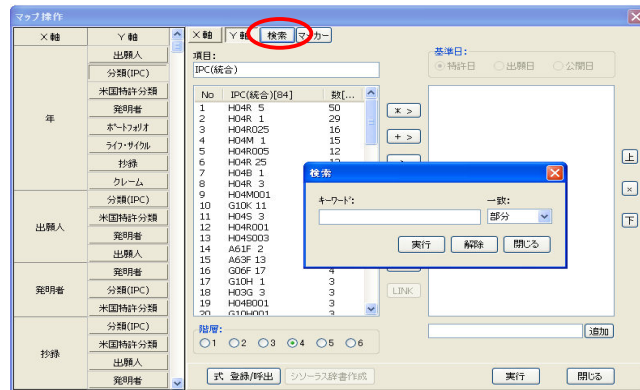 マップ操作
X軸 Y軸
年
出願人
分類(IPC)
米国特許分類
発明者
ポートフォリオ
ライフ・サイクル
抄録
クレーム
出願人
分類(IPC)
米国特許分類
発明者
出願人
発明者
発明者
分類(IPC)
米国特許分類
抄録
分類(IPC)
米国特許分類
出願人
発明者
X軸 Y軸 検索 マーカー
項目:
IPC(統合)
No IPC(統合)[84] 数[...
1 H04R 5 50
2 H04R 1 29
3 H04R025 16
4 H04M 1 15
5 H04R005 12
6 H04R 25
7 H04B 1
8 H04R 3
9 H04M001
10 G10K 11
11 H04S 3
12 H04R001
13 H04S003
14 A61F 2
15 A63F 13
16 G06F 17 4
17 G10H 1 3
18 H03G 3 3
19 H04B001 3
20 G10H001 3
* >
+ >
LINK
基準日:
特許日 出願日 公開日
上
×
下
検索
キーワード: 一致:
部分
実行 解除 閉じる
階層:
1 2 3 4 5 6
追加
式 登録/呼出 シソーラス辞書作成 実行 閉じる